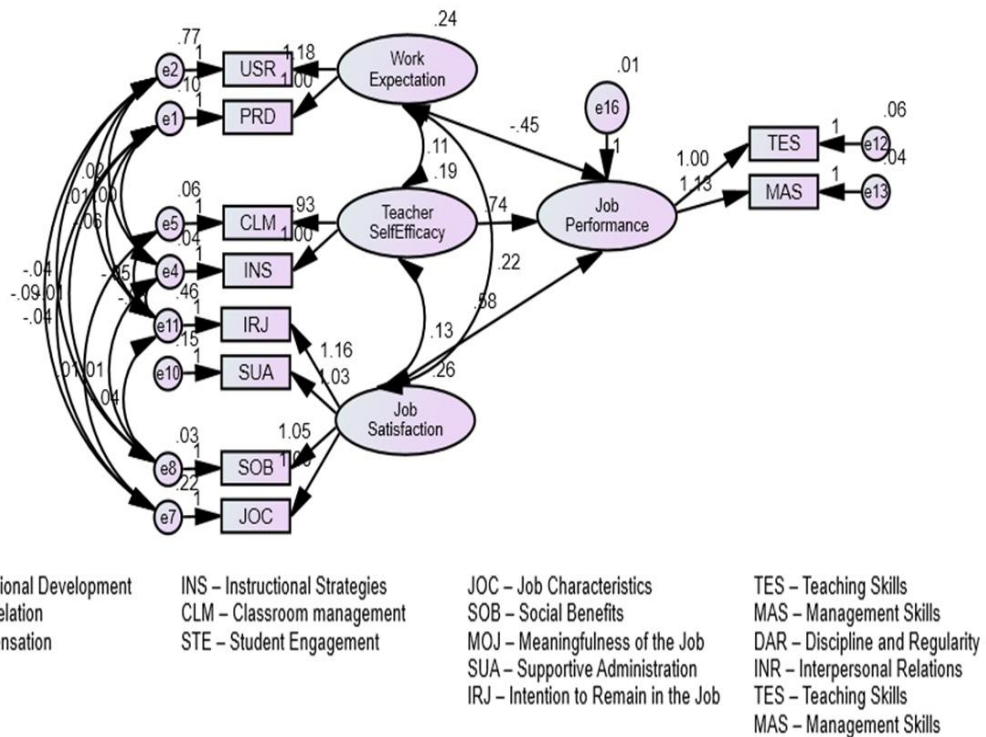 .24
.77
1
e2
USR
1.18
Work
Expectation
.10
1
e1
PRD
1.00
.01
e16
1
-.45
.11
.19
.06
1
e5
CLM
.93
Teacher
SelfEfficacy
.04
1
e4
INS
1.00
.74
Job
Performance
1.00
1.13
TES
1
e12
.06
MAS
1
e13
.04
.22
.58
.13
.26
.46
1
e11
IRJ
1.16
.15
1
e10
SUA
1.03
Job
Satisfaction
.03
1
e8
SOB
1.05
.22
1
e7
JOC
.02
.01
.00
.06
-.04
-.09
-.01
-.04
.01
.01
.04
ional Development
elation
nsation
INS – Instructional Strategies
CLM – Classroom management
STE – Student Engagement
JOC – Job Characteristics
SOB – Social Benefits
MOJ – Meaningfulness of the Job
SUA – Supportive Administration
IRJ – Intention to Remain in the Job
TES – Teaching Skills
MAS – Management Skills
DAR – Discipline and Regularity
INR – Interpersonal Relations
TES – Teaching Skills
MAS – Management Skills